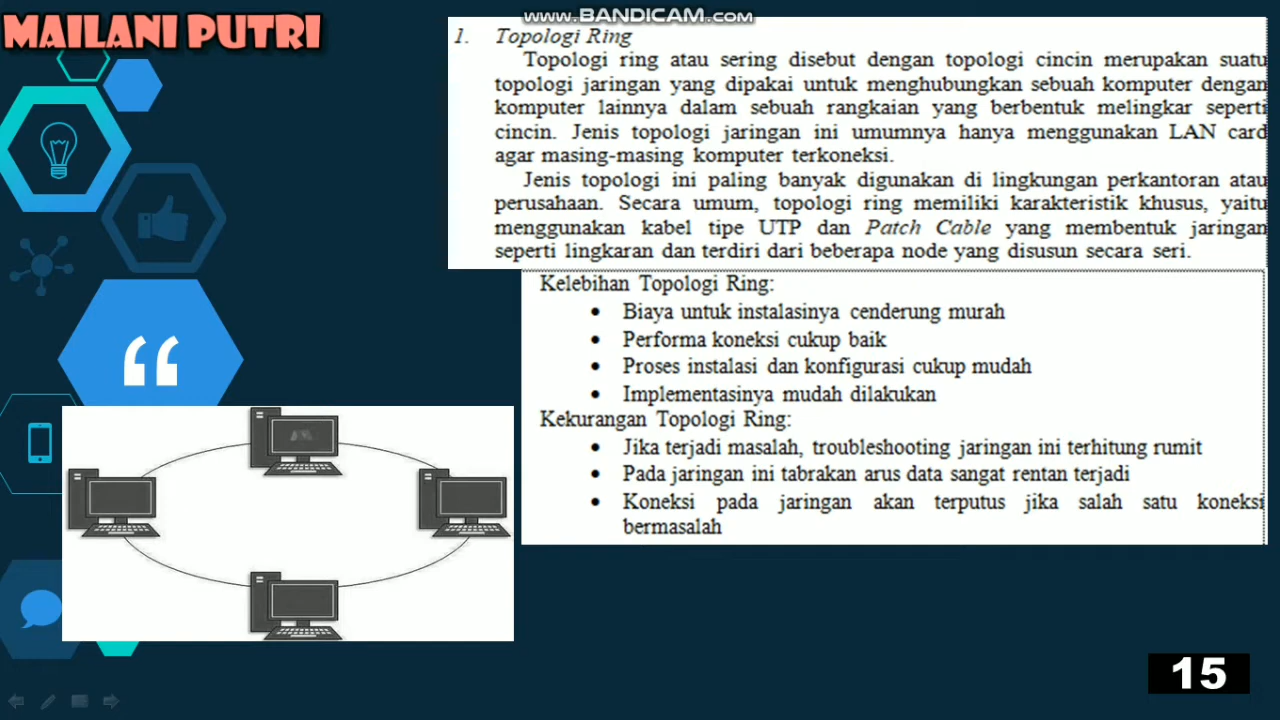 www.BANDICAM.com
MAILANI PUTRI
1. Topologi Ring
Topologi ring atau sering disebut dengan topologi cincin merupakan suatu
topologi jaringan yang dipakai untuk menghubungkan sebuah komputer dengan
komputer lainnya dalam sebuah rangkaian yang berbentuk melingkar seperti
cincin. Jenis topologi jaringan ini umumnya hanya menggunakan LAN card
agar masing-masing komputer terkoneksi.
Jenis topologi ini paling banyak digunakan di lingkungan perkantoran atau
perusahaan. Secara umum, topologi ring memiliki karakteristik khusus, yaitu
menggunakan kabel tipe UTP dan Patch Cable yang membentuk jaringan
seperti lingkaran dan terdiri dari beberapa node yang disusun secara seri.
Kelebihan Topologi Ring:
• Biaya untuk instalasinya cenderung murah
• Performa koneksi cukup baik
• Proses instalasi dan konfigurasi cukup mudah
• Implementasinya mudah dilakukan
Kekurangan Topologi Ring:
• Jika terjadi masalah, troubleshooting jaringan ini terhitung rumit
• Pada jaringan ini tabrakan arus data sangat rentan terjadi
• Koneksi pada jaringan akan terputus jika salah satu koneksi
bermasalah
15